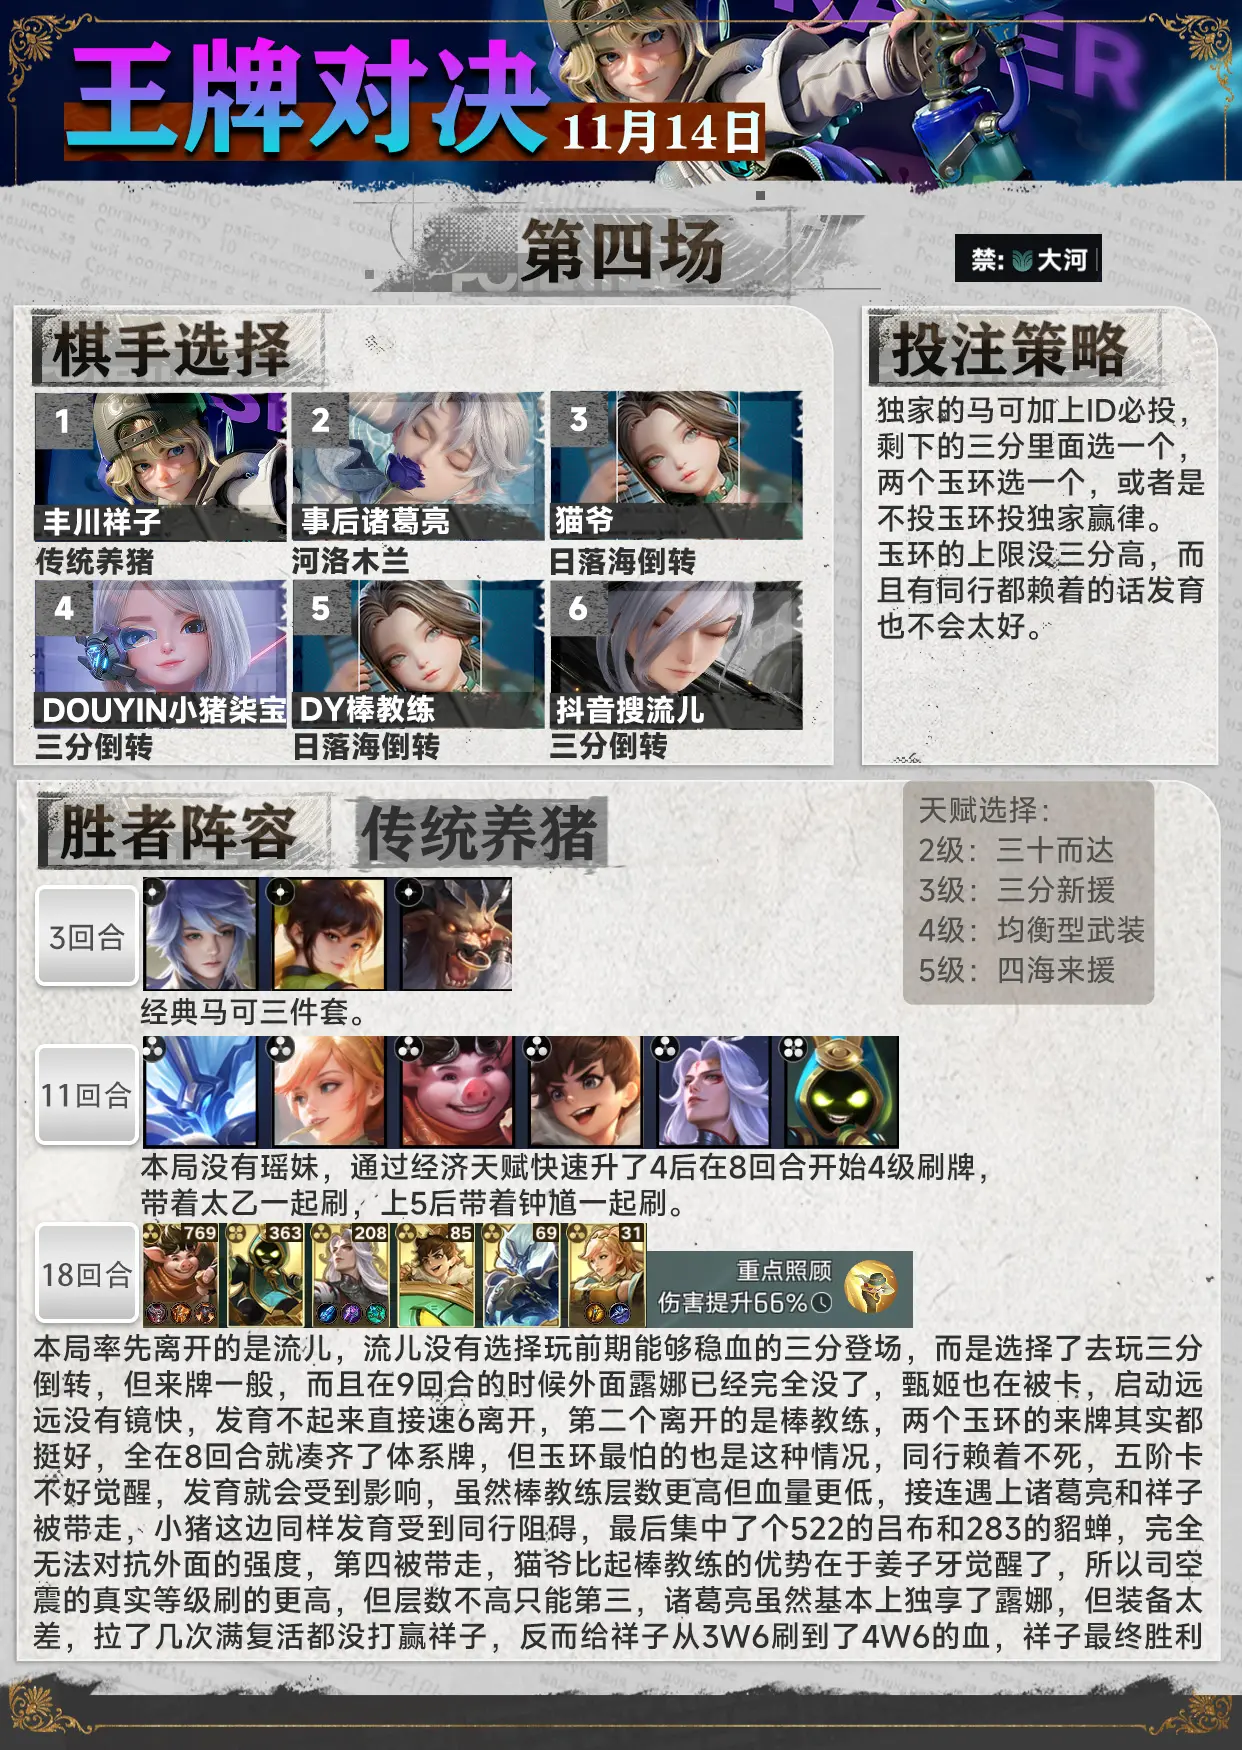 王牌对决
11月14日
第四场
禁: 大河
棋手选择
1
丰川祥子
传统养猪
2
事后诸葛亮
河洛木兰
3
猫爷
日落海倒转
4
DOUYIN小猪柒宝
三分倒转
5
DY棒教练
日落海倒转
6
抖音搜流儿
三分倒转
投注策略
独家的马可加上ID必投，
剩下的三分里面选一个，
两个玉环选一个，或者是
不投玉环投独家赢律。
玉环的上限没三分高，而
且有同行都赖着的话发育
也不会太好。
胜者阵容
传统养猪
天赋选择：
2级：三十而达
3级：三分新援
4级：均衡型武装
5级：四海来援
3回合
经典马可三件套。
11回合
本局没有瑶妹，通过经济天赋快速升了4后在8回合开始4级刷牌，
带着太乙一起刷，上5后带着钟馗一起刷。
18回合
769 363 208 85 69 31
重点照顾
伤害提升66%
本局率先离开的是流儿，流儿没有选择玩前期能够稳血的三分登场，而是选择了去玩三分
倒转，但来牌一般，而且在9回合的时候外面露娜已经完全没了，甄姬也在被卡，启动远
远没有镜快，发育不起来直接速6离开，第二个离开的是棒教练，两个玉环的来牌其实都
挺好，全在8回合就凑齐了体系牌，但玉环最怕的也是这种情况，同行赖着不死，五阶卡
不好觉醒，发育就会受到影响，虽然棒教练层数更高但血量更低，接连遇上诸葛亮和祥子
被带走，小猪这边同样发育受到同行阻碍，最后集中了个522的吕布和283的貂蝉，完全
无法对抗外面的强度，第四被带走，猫爷比起棒教练的优势在于姜子牙觉醒了，所以司空
震的真实等级刷的更高，但层数不高只能第三，诸葛亮虽然基本上独享了露娜，但装备太
差，拉了几次满复活都没打赢祥子，反而给祥子从3W6刷到了4W6的血，祥子最终胜利